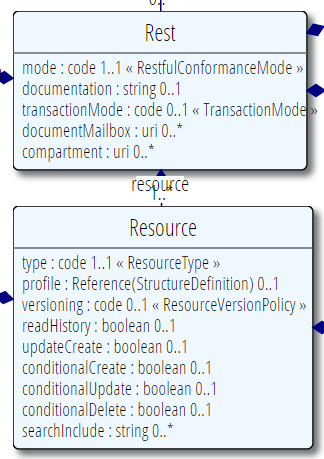 0..
Rest
mode : code 1..1 « RestfulConformanceMode »
documentation : string 0..1
transactionMode : code 0..1 « TransactionMode »
documentMailbox : uri 0..*
compartment : uri 0..*
resource
1..*
Resource
type : code 1..1 « ResourceType »
profile : Reference(StructureDefinition) 0..1
versioning : code 0..1 « ResourceVersionPolicy »
readHistory : boolean 0..1
updateCreate : boolean 0..1
conditionalCreate : boolean 0..1
conditionalUpdate : boolean 0..1
conditionalDelete : boolean 0..1
searchInclude : string 0..*